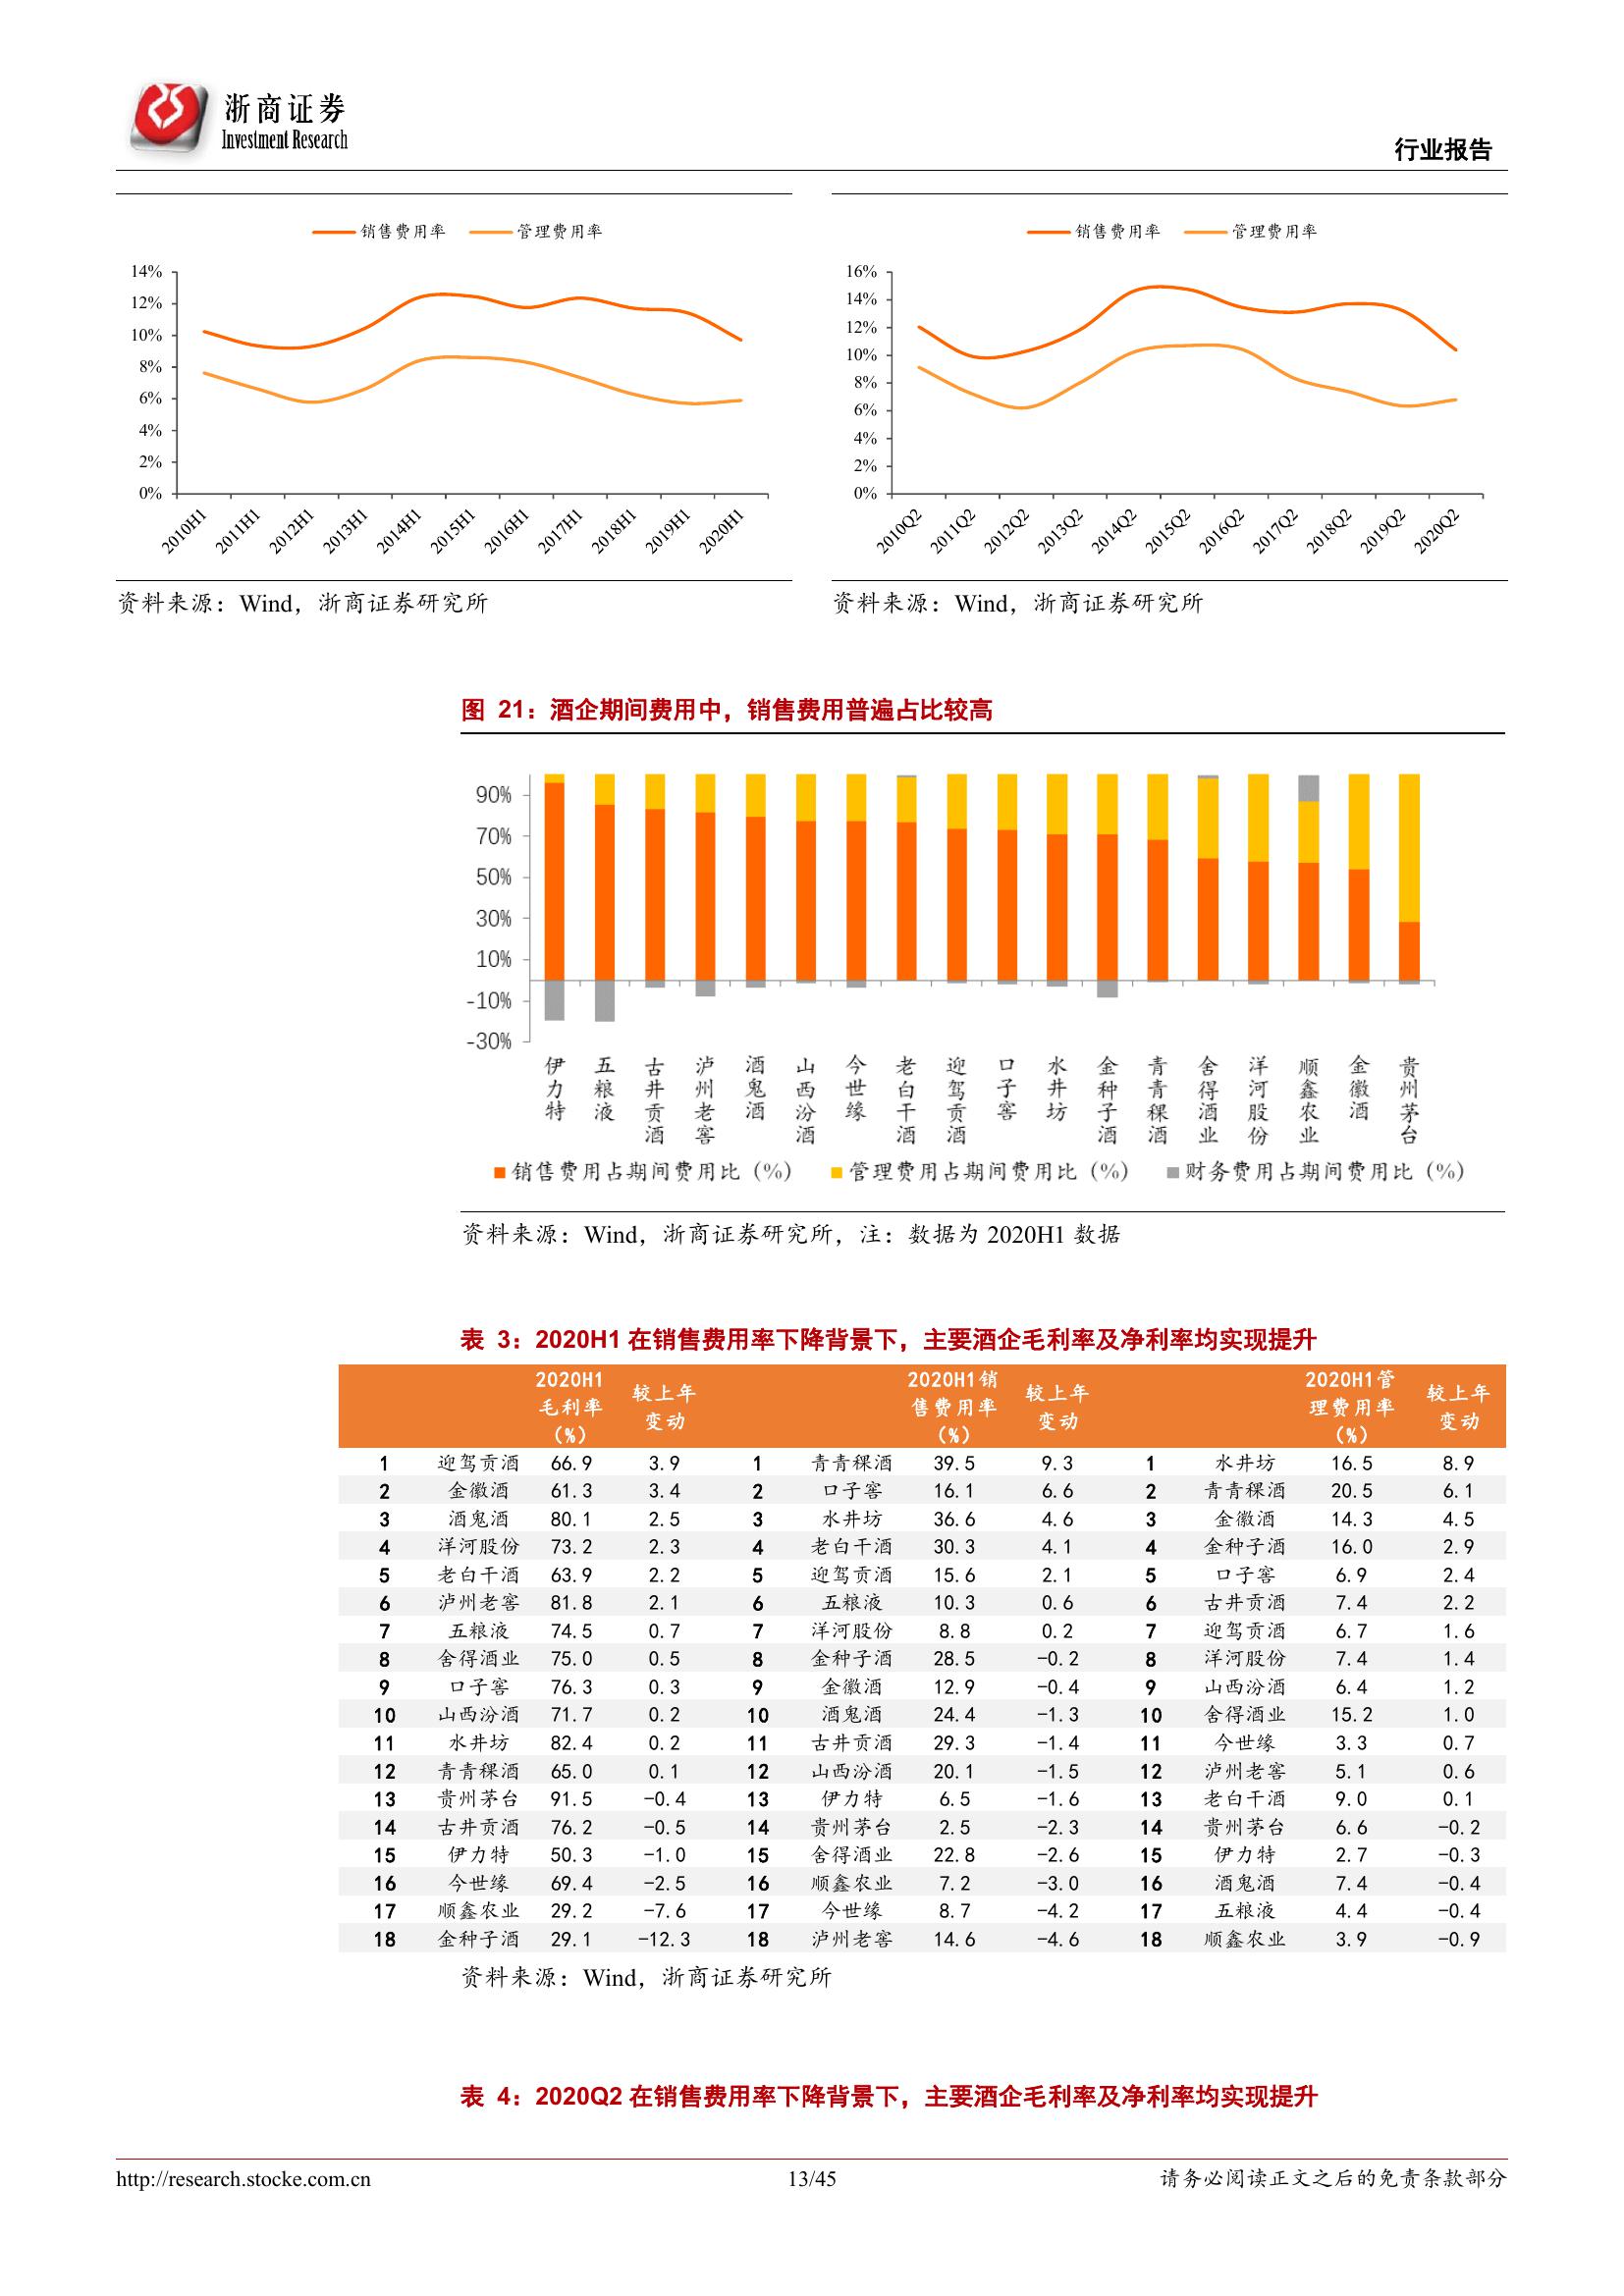 浙商证券
Investment Research
行业报告
销售费用率 管理费用率
14%
12%
10%
8%
6%
4%
2%
0%
2010H1 2011H1 2012H1 2013H1 2014H1 2015H1 2016H1 2017H1 2018H1 2019H1 2020H1
资料来源：Wind，浙商证券研究所
销售费用率 管理费用率
16%
14%
12%
10%
8%
6%
4%
2%
0%
2010Q2 2011Q2 2012Q2 2013Q2 2014Q2 2015Q2 2016Q2 2017Q2 2018Q2 2019Q2 2020Q2
资料来源：Wind，浙商证券研究所
图 21：酒企期间费用中，销售费用普遍占比较高
90%
70%
50%
30%
10%
-10%
-30%
伊力特 五粮液 古井贡酒 泸州老窖 酒鬼酒 山西汾酒 今世缘 老白干酒 迎驾贡酒 口子窖 水井坊 金种子酒 青青稞酒 舍得酒业 洋河股份 顺鑫农业 金徽酒 贵州茅台
销售费用占期间费用比（%） 管理费用占期间费用比（%） 财务费用占期间费用比（%）
资料来源：Wind，浙商证券研究所，注：数据为 2020H1 数据
表 3：2020H1 在销售费用率下降背景下，主要酒企毛利率及净利率均实现提升
2020H1毛利率（%） 较上年变动 2020H1销售费用率（%） 较上年变动 2020H1管理费用率（%） 较上年变动
1 迎驾贡酒 66.9 3.9 1 青青稞酒 39.5 9.3 1 水井坊 16.5 8.9
2 金徽酒 61.3 3.4 2 口子窖 16.1 6.6 2 青青稞酒 20.5 6.1
3 酒鬼酒 80.1 2.5 3 水井坊 36.6 4.6 3 金徽酒 14.3 4.5
4 洋河股份 73.2 2.3 4 老白干酒 30.3 4.1 4 金种子酒 16.0 2.9
5 老白干酒 63.9 2.2 5 迎驾贡酒 15.6 2.1 5 口子窖 6.9 2.4
6 泸州老窖 81.8 2.1 6 五粮液 10.3 0.6 6 古井贡酒 7.4 2.2
7 五粮液 74.5 0.7 7 洋河股份 8.8 0.2 7 迎驾贡酒 6.7 1.6
8 舍得酒业 75.0 0.5 8 金种子酒 28.5 -0.2 8 洋河股份 7.4 1.4
9 口子窖 76.3 0.3 9 金徽酒 12.9 -0.4 9 山西汾酒 6.4 1.2
10 山西汾酒 71.7 0.2 10 酒鬼酒 24.4 -1.3 10 舍得酒业 15.2 1.0
11 水井坊 82.4 0.2 11 古井贡酒 29.3 -1.4 11 今世缘 3.3 0.7
12 青青稞酒 65.0 0.1 12 山西汾酒 20.1 -1.5 12 泸州老窖 5.1 0.6
13 贵州茅台 91.5 -0.4 13 伊力特 6.5 -1.6 13 老白干酒 9.0 0.1
14 古井贡酒 76.2 -0.5 14 贵州茅台 2.5 -2.3 14 贵州茅台 6.6 -0.2
15 伊力特 50.3 -1.0 15 舍得酒业 22.8 -2.6 15 伊力特 2.7 -0.3
16 今世缘 69.4 -2.5 16 顺鑫农业 7.2 -3.0 16 酒鬼酒 7.4 -0.4
17 顺鑫农业 29.2 -7.6 17 今世缘 8.7 -4.2 17 五粮液 4.4 -0.4
18 金种子酒 29.1 -12.3 18 泸州老窖 14.6 -4.6 18 顺鑫农业 3.9 -0.9
资料来源：Wind，浙商证券研究所
表 4：2020Q2 在销售费用率下降背景下，主要酒企毛利率及净利率均实现提升
http://research.stocke.com.cn 13/45 请务必阅读正文之后的免责条款部分